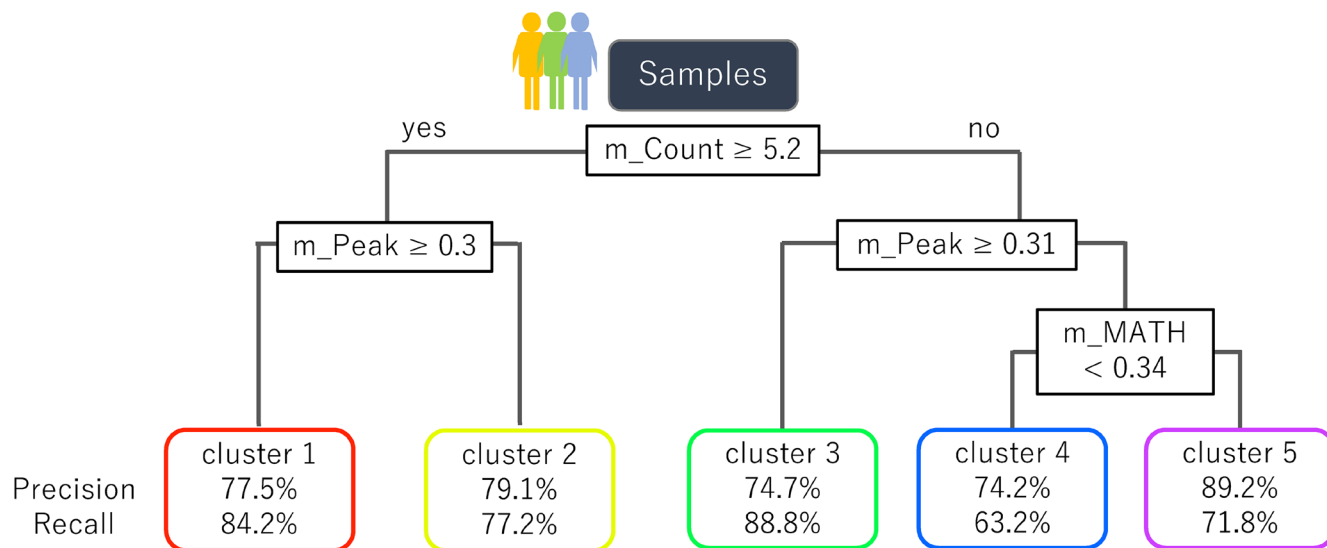 Samples
yes
no
m_Count ≥ 5.2
m_Peak ≥ 0.3
m_Peak ≥ 0.31
m_MATH
< 0.34
cluster 1
cluster 2
cluster 3
cluster 4
cluster 5
Precision 77.5% 79.1% 74.7% 74.2% 89.2%
Recall 84.2% 77.2% 88.8% 63.2% 71.8%